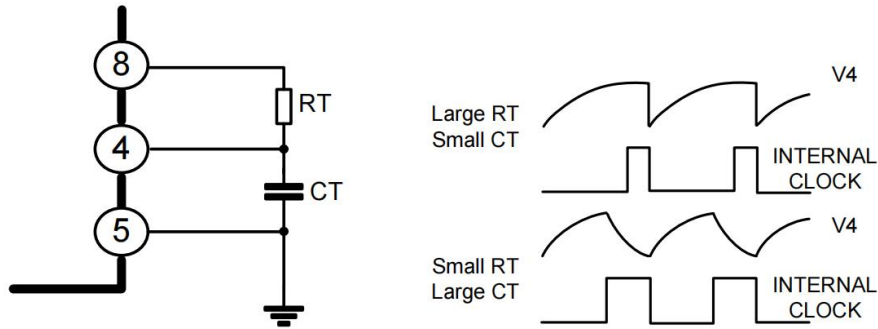 8
RT
4
CT
5
V4
Large RT
Small CT
INTERNAL
CLOCK
V4
Small RT
Large CT
INTERNAL
CLOCK